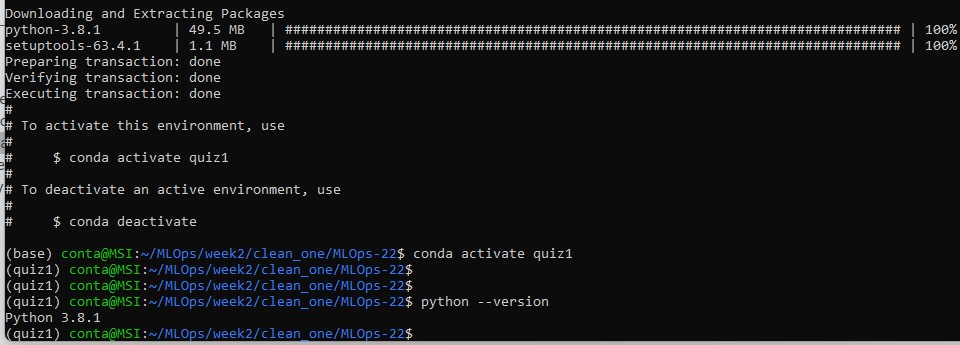 Downloading and Extracting Packages
python-3.8.1         | 49.5 MB   | ############################################################################# | 100%
setuptools-63.4.1    | 1.1 MB    | ############################################################################# | 100%
Preparing transaction: done
Verifying transaction: done
Executing transaction: done
#
# To activate this environment, use
#
#     $ conda activate quiz1
#
# To deactivate an active environment, use
#
#     $ conda deactivate
(base) conta@MSI:~/MLOps/week2/clean_one/MLOps-22$ conda activate quiz1
(quiz1) conta@MSI:~/MLOps/week2/clean_one/MLOps-22$
(quiz1) conta@MSI:~/MLOps/week2/clean_one/MLOps-22$
(quiz1) conta@MSI:~/MLOps/week2/clean_one/MLOps-22$ python --version
Python 3.8.1
(quiz1) conta@MSI:~/MLOps/week2/clean_one/MLOps-22$